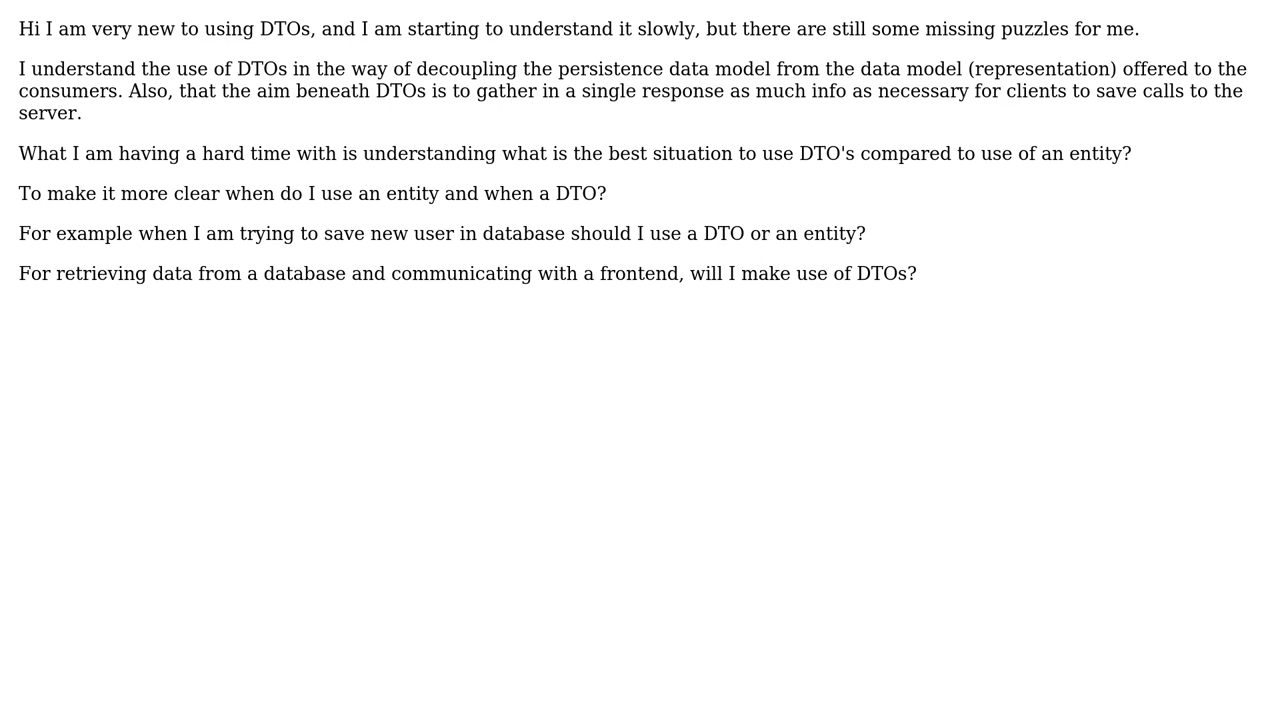 Hi I am very new to using DTOs, and I am starting to understand it slowly, but there are still some missing puzzles for me.
I understand the use of DTOs in the way of decoupling the persistence data model from the data model (representation) offered to the
consumers. Also, that the aim beneath DTOs is to gather in a single response as much info as necessary for clients to save calls to the
server.
What I am having a hard time with is understanding what is the best situation to use DTO's compared to use of an entity?
To make it more clear when do I use an entity and when a DTO?
For example when I am trying to save new user in database should I use a DTO or an entity?
For retrieving data from a database and communicating with a frontend, will I make use of DTOs?